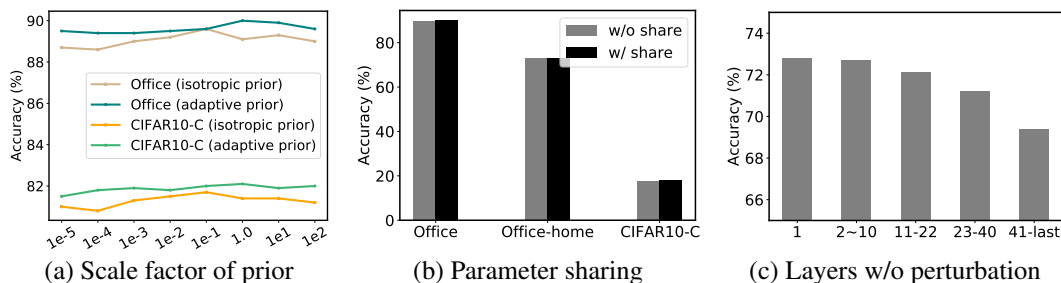 90
88
86
84
82
Accuracy (%)
Office (isotropic prior)
Office (adaptive prior)
CIFAR10-C (isotropic prior)
CIFAR10-C (adaptive prior)
1e-5 1e-4 1e-3 1e-2 1e-1 1.0 1e1 1e2
(a) Scale factor of prior
80
60
40
20
0
Accuracy (%)
w/o share
w/ share
Office Office-home CIFAR10-C
(b) Parameter sharing
74
72
70
68
66
Accuracy (%)
1 2~10 11-22 23-40 41-last
(c) Layers w/o perturbation